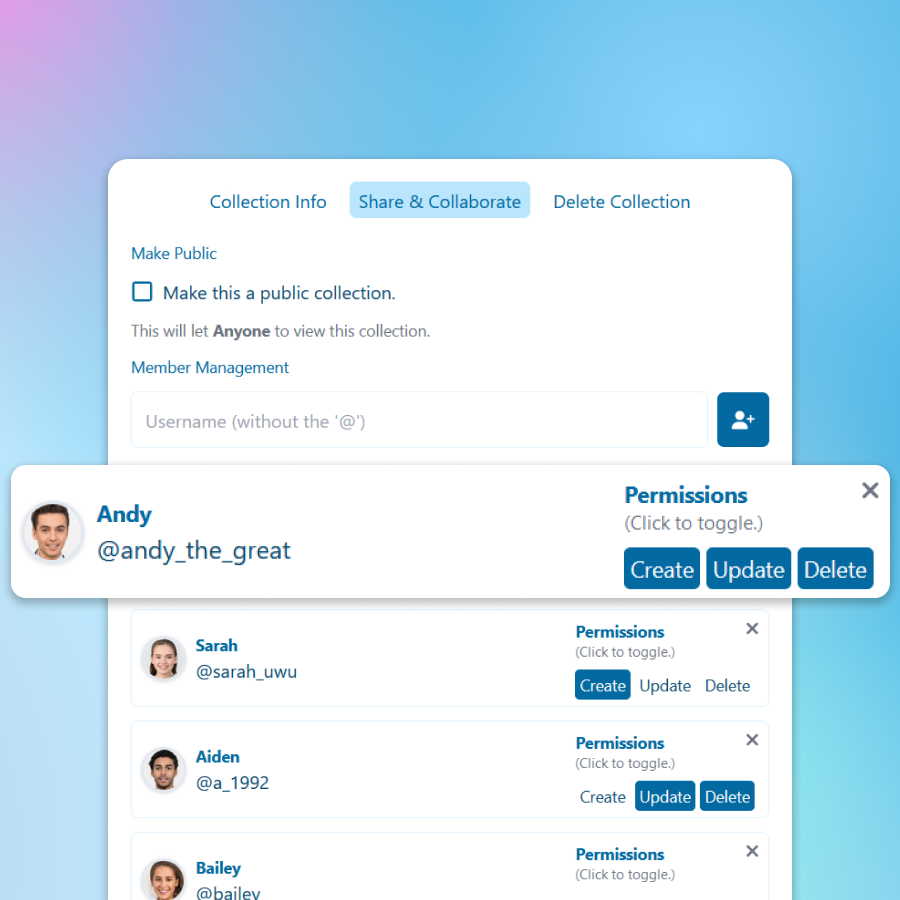 Collection Info
Share & Collaborate
Delete Collection
Make Public
Make this a public collection.
This will let Anyone to view this collection.
Member Management
Username (without the '@')
Andy
@andy_the_great
Permissions
(Click to toggle.)
Create Update Delete
Sarah
@sarah_uwu
Permissions
(Click to toggle.)
Create Update Delete
Aiden
@a_1992
Permissions
(Click to toggle.)
Create Update Delete
Bailey
@bailey
Permissions
(Click to toggle.)